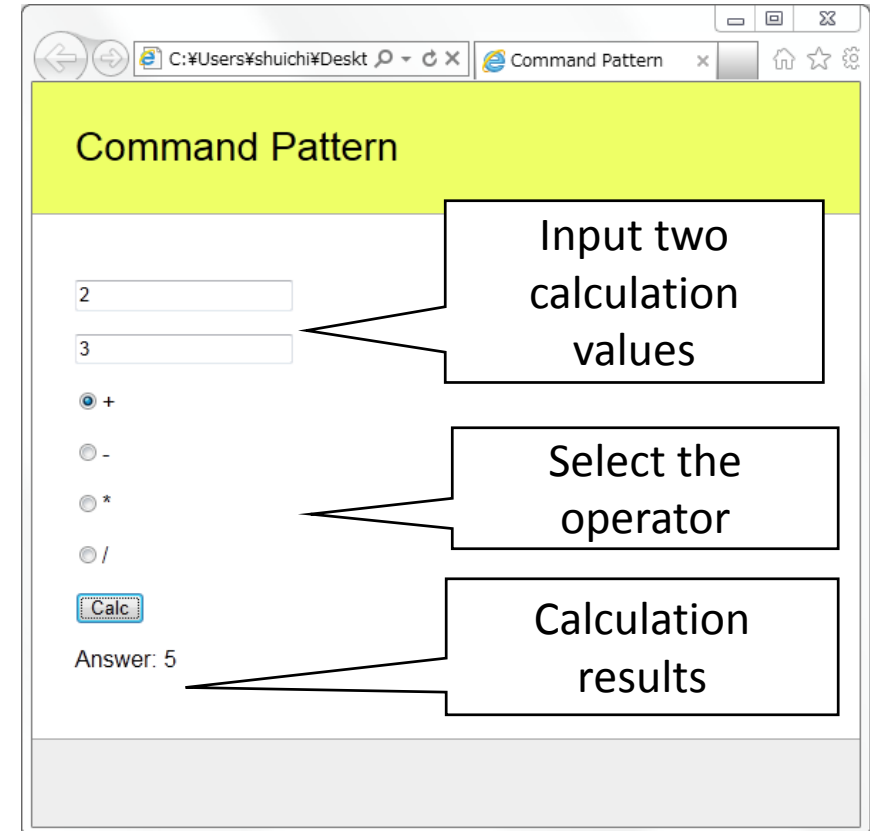 C:¥Users¥shuichi¥Deskt
Command Pattern
Command Pattern
Input two
calculation
values
2
3
+
-
*
/
Select the
operator
Calc
Answer: 5
Calculation
results